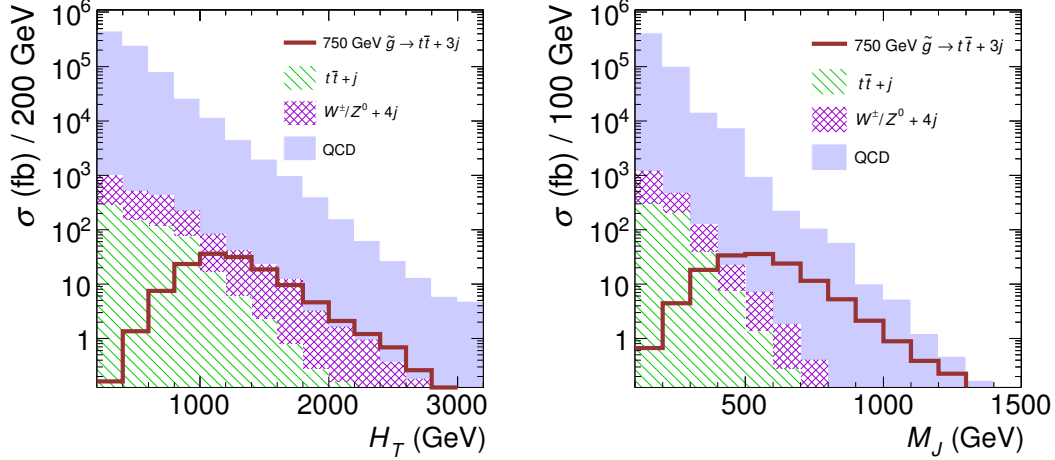 σ (fb) / 200 GeV
10⁶
10⁵
10⁴
10³
10²
10
1
750 GeV g̃ → tt̅ + 3j
tt̅ + j
W±/Z⁰ + 4j
QCD
1000 2000 3000
H_T (GeV)
σ (fb) / 100 GeV
10⁶
10⁵
10⁴
10³
10²
10
1
750 GeV g̃ → tt̅ + 3j
tt̅ + j
W±/Z⁰ + 4j
QCD
500 1000 1500
M_J (GeV)